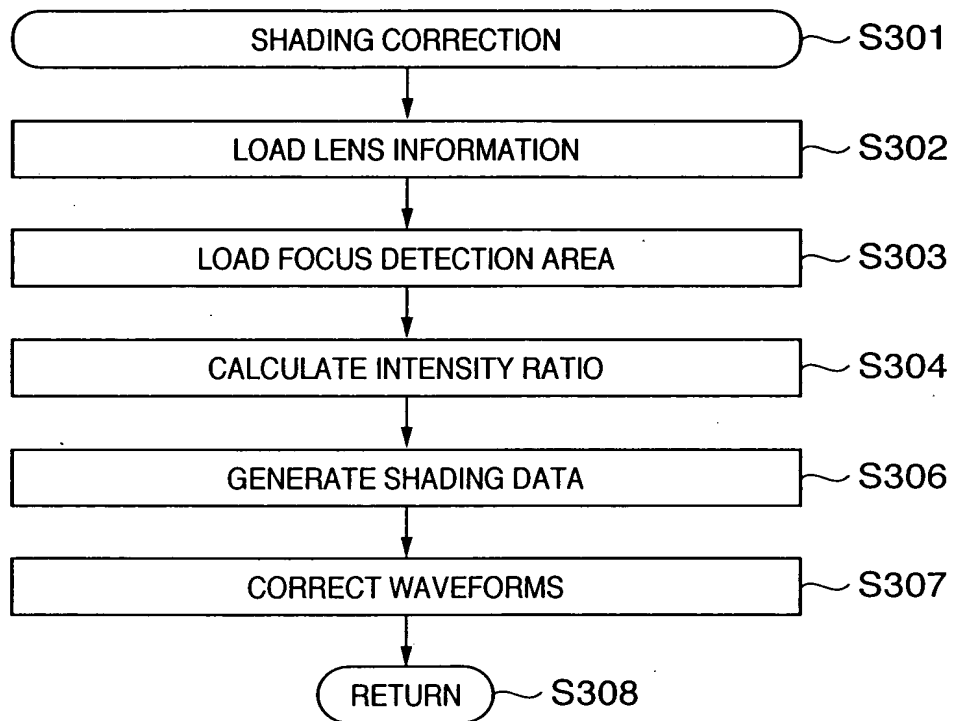 SHADING CORRECTION S301
LOAD LENS INFORMATION S302
LOAD FOCUS DETECTION AREA S303
CALCULATE INTENSITY RATIO S304
GENERATE SHADING DATA S306
CORRECT WAVEFORMS S307
RETURN S308